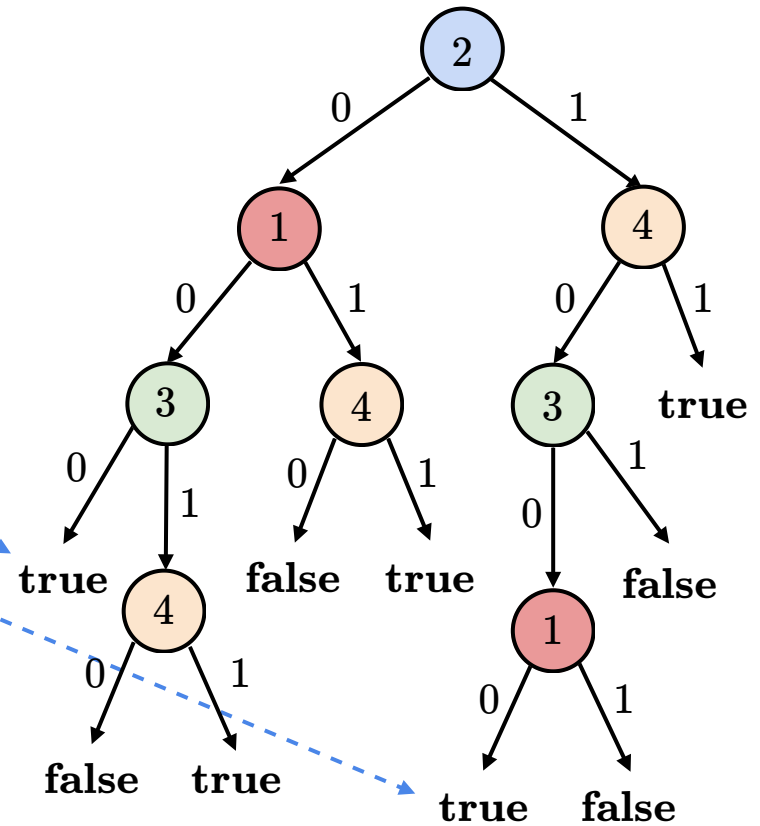 2
0 1
1 4
0 1 0 1
3 4 3 true
0 1 0 1 0 1
true 4 false true 1 false
0 1 0 1
false true true false